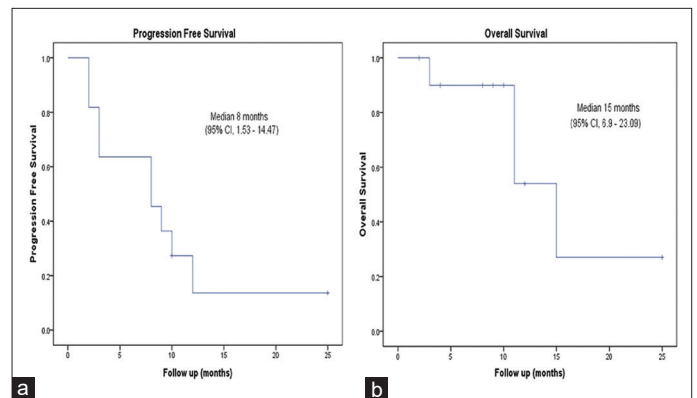 Progression Free Survival
Median 8 months
(95% CI, 1.53 - 14.47)
Progression Free Survival
1.0
0.8
0.6
0.4
0.2
0.0
0 5 10 15 20 25
Follow up (months)
a
Overall Survival
Median 15 months
(95% CI, 6.9 - 23.09)
Overall Survival
1.0
0.8
0.6
0.4
0.2
0.0
0 5 10 15 20 25
Follow up (months)
b